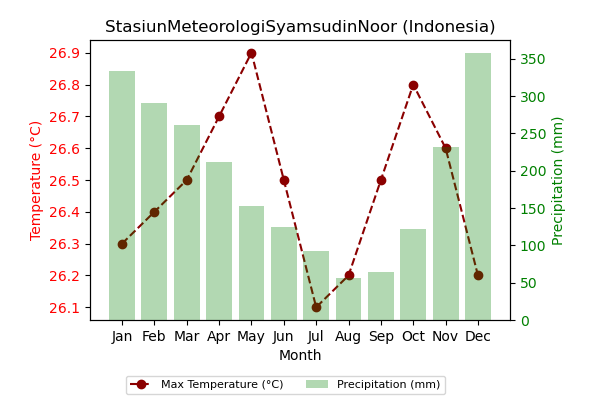 StasiunMeteorologiSyamsudinNoor (Indonesia)
Temperature (°C)
26.9
26.8
26.7
26.6
26.5
26.4
26.3
26.2
26.1
350
300
250
200
150
100
50
0
Precipitation (mm)
Jan Feb Mar Apr May Jun Jul Aug Sep Oct Nov Dec
Month
Max Temperature (°C) Precipitation (mm)